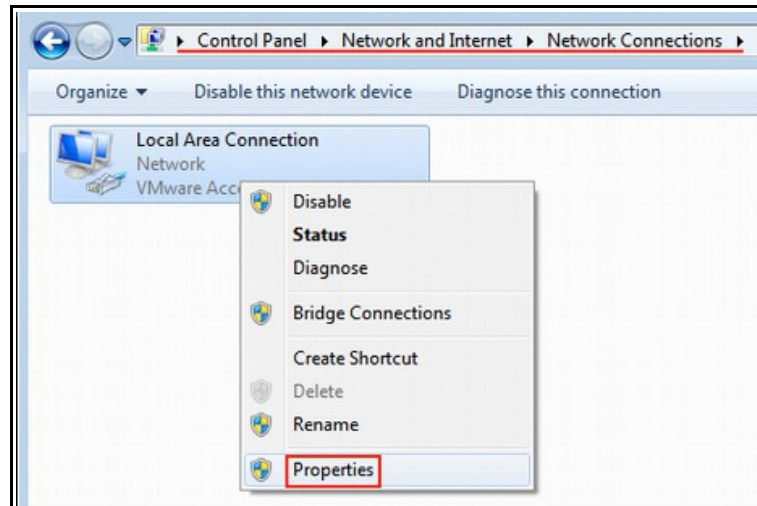 Control Panel ▸ Network and Internet ▸ Network Connections ▸
Organize ▾ Disable this network device Diagnose this connection
Local Area Connection
Network
VMware Acc
Disable
Status
Diagnose
Bridge Connections
Create Shortcut
Delete
Rename
Properties